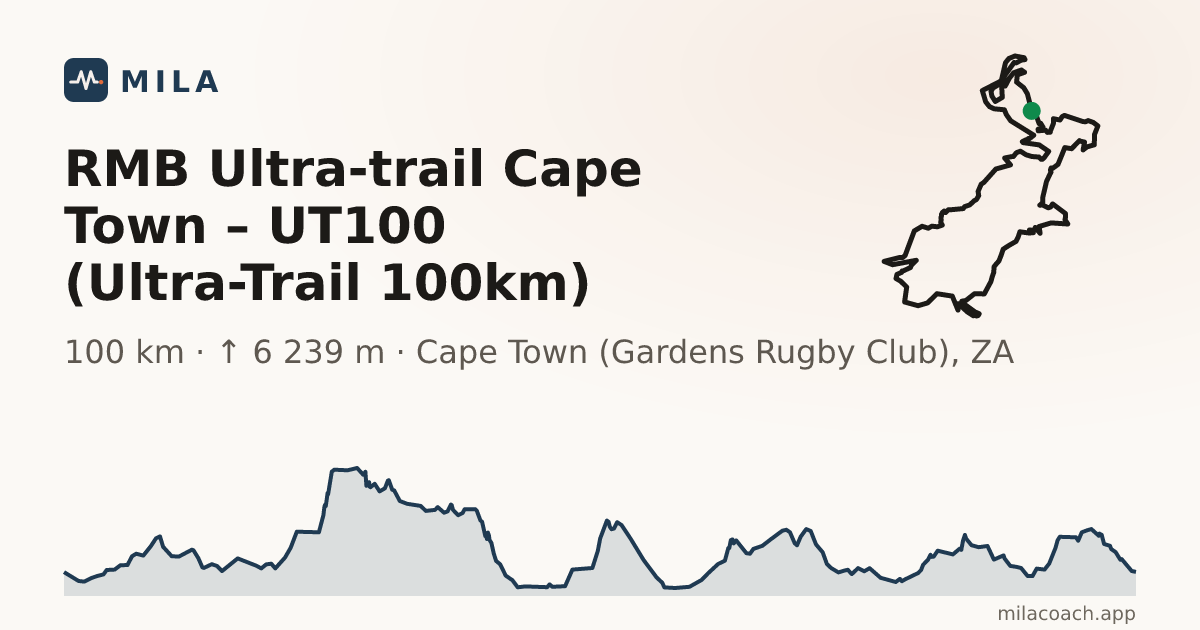 MILA
RMB Ultra-trail Cape
Town – UT100
(Ultra-Trail 100km)
100 km · ↑ 6 239 m · Cape Town (Gardens Rugby Club), ZA
milacoach.app